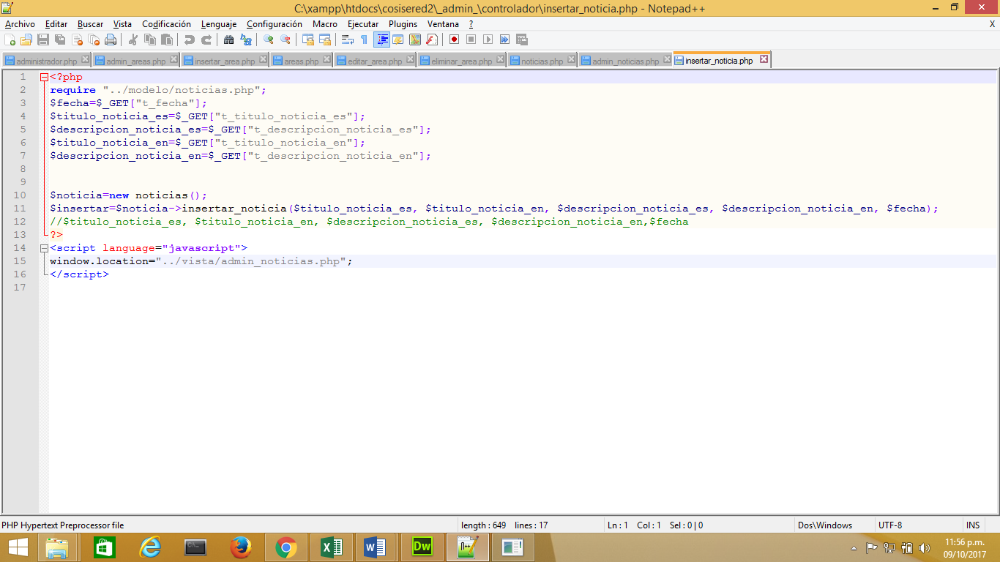 C:\xampp\htdocs\cosisered2\_admin_\controlador\insertar_noticia.php - Notepad++
Archivo Editar Buscar Vista Codificación Lenguaje Configuración Macro Ejecutar Plugins Ventana ? X
administrador.php admin_areas.php insertar_area.php areas.php editar_area.php eliminar_area.php noticias.php admin_noticias.php insertar_noticia.php
1 <?php
2 require "../modelo/noticias.php";
3 $fecha=$_GET["t_fecha"];
4 $titulo_noticia_es=$_GET["t_titulo_noticia_es"];
5 $descripcion_noticia_es=$_GET["t_descripcion_noticia_es"];
6 $titulo_noticia_en=$_GET["t_titulo_noticia_en"];
7 $descripcion_noticia_en=$_GET["t_descripcion_noticia_en"];
8
9
10 $noticia=new noticias();
11 $insertar=$noticia->insertar_noticia($titulo_noticia_es, $titulo_noticia_en, $descripcion_noticia_es, $descripcion_noticia_en, $fecha);
12 //$titulo_noticia_es, $titulo_noticia_en, $descripcion_noticia_es, $descripcion_noticia_en,$fecha
13 ?>
14 <script language="javascript">
15 window.location="../vista/admin_noticias.php";
16 </script>
17
PHP Hypertext Preprocessor file length : 649 lines : 17 Ln : 1 Col : 1 Sel : 0 | 0 Dos\Windows UTF-8 INS
Dw
11:56 p.m.
09/10/2017